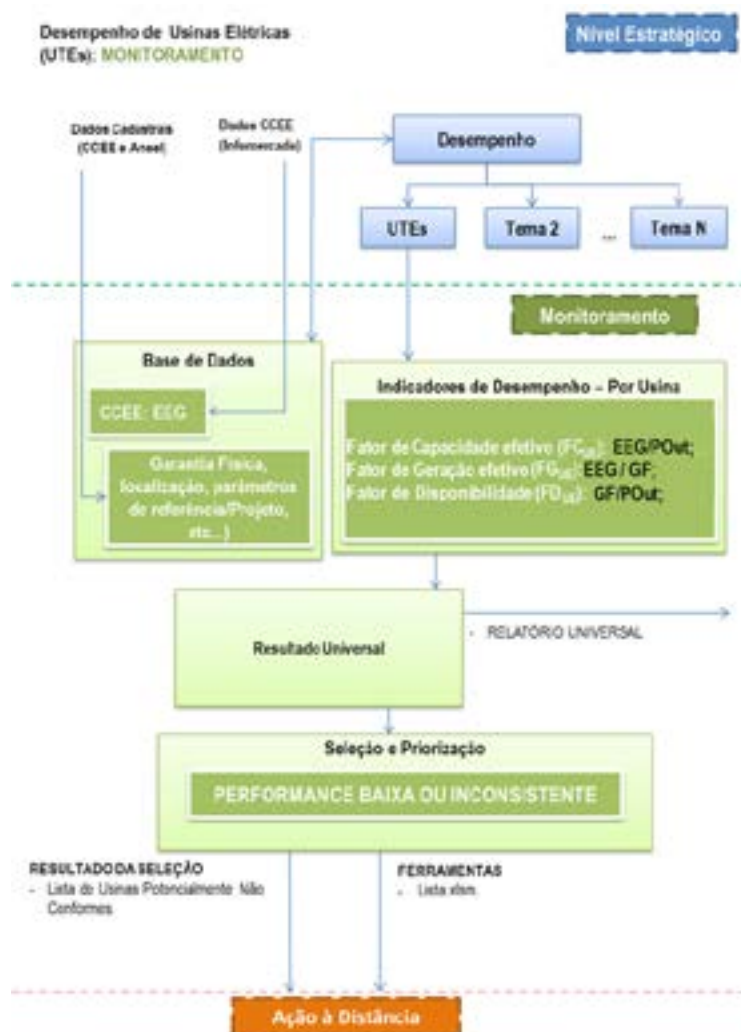 Desempenho de Usinas Elétricas
(UTEs): MONITORAMENTO
Nível Estratégico
Dados Cadastrais
(CCEE e Aneel)
Dados CCEE
(Infomercado)
Desempenho
UTEs
Tema 2
...
Tema N
Monitoramento
Base de Dados
CCEE: EEG
Garantia Física,
localização, parâmetros
de referência/Projeto,
etc...)
Indicadores de Desempenho – Por Usina
Fator de Capacidade efetivo (FC): EEG/POut;
Fator de Geração efetivo (FG): EEG / GF;
Fator de Disponibilidade (FD): GF/POut;
Resultado Universal
- RELATÓRIO UNIVERSAL
Seleção e Priorização
PERFORMANCE BAIXA OU INCONSISTENTE
RESULTADO DA SELEÇÃO
- Lista de Usinas Potencialmente Não
Conformes
FERRAMENTAS
- Lista xlsm.
Ação à Distância